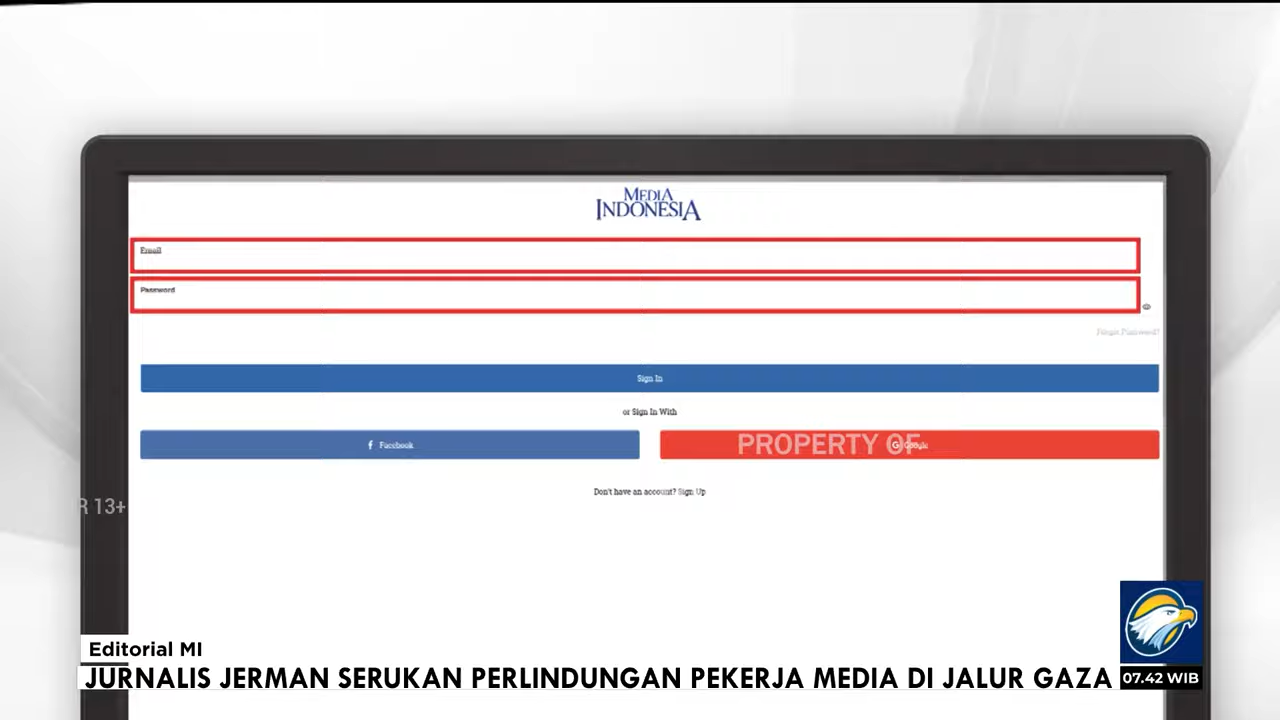 MEDIA
INDONESIA
Email
Password
Forgot Password?
Sign In
or Sign In With
Facebook
Google
PROPERTY OF
Don't have an account? Sign Up
R 13+
Editorial MI
JURNALIS JERMAN SERUKAN PERLINDUNGAN PEKERJA MEDIA DI JALUR GAZA
07.42 WIB